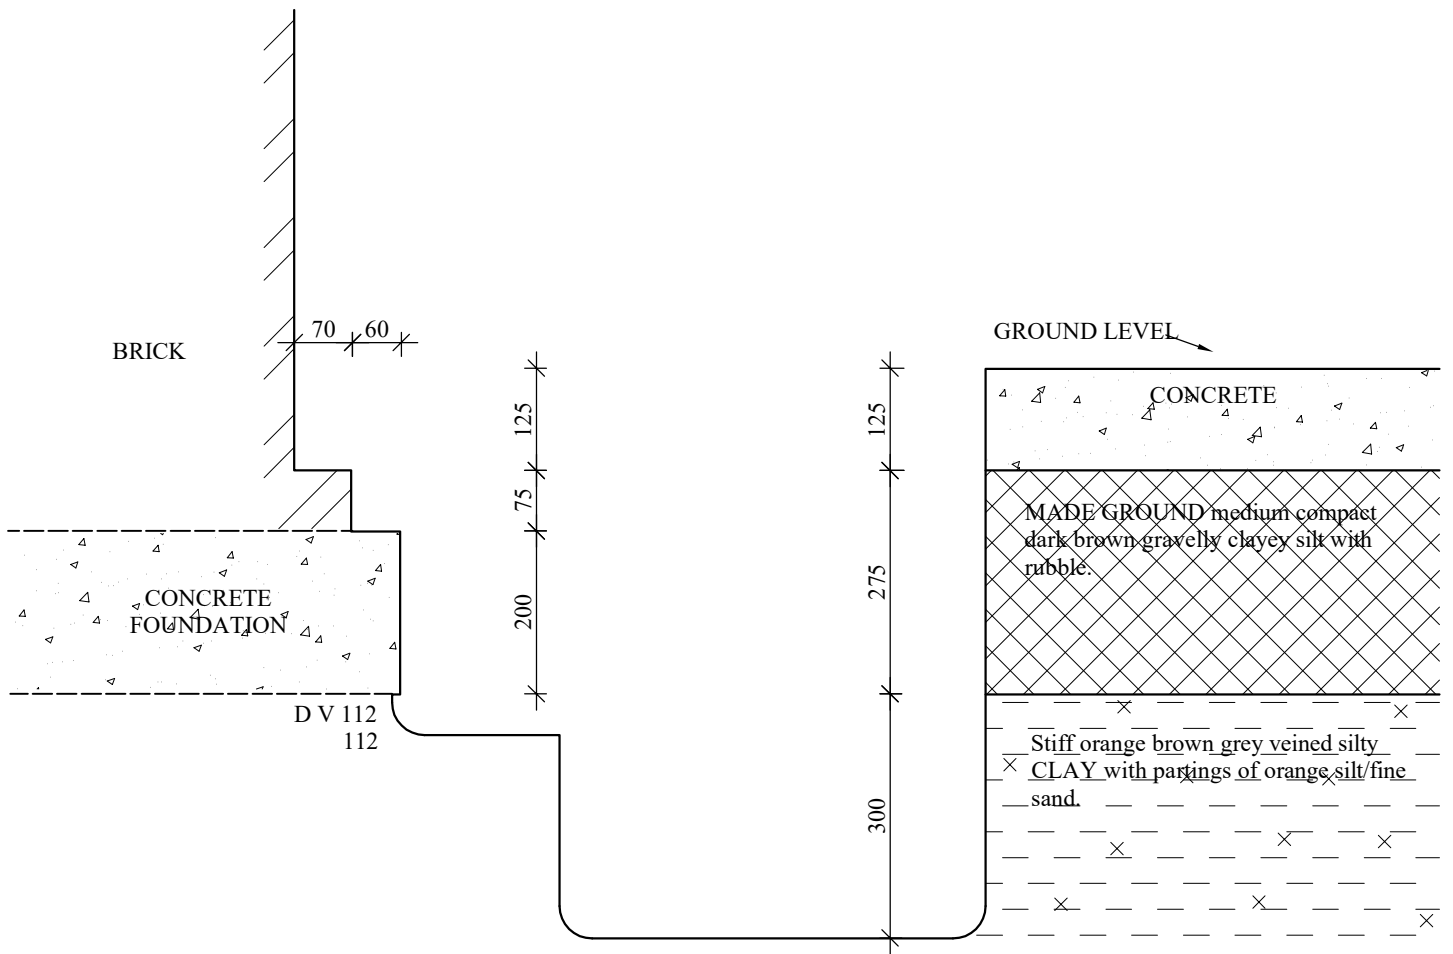 70 60
BRICK
GROUND LEVEL
125
125
CONCRETE
75
MADE GROUND medium compact
dark brown gravelly clayey silt with
rubble.
275
CONCRETE
FOUNDATION
200
D V 112
112
Stiff orange brown grey veined silty
CLAY with partings of orange silt/fine
sand.
300